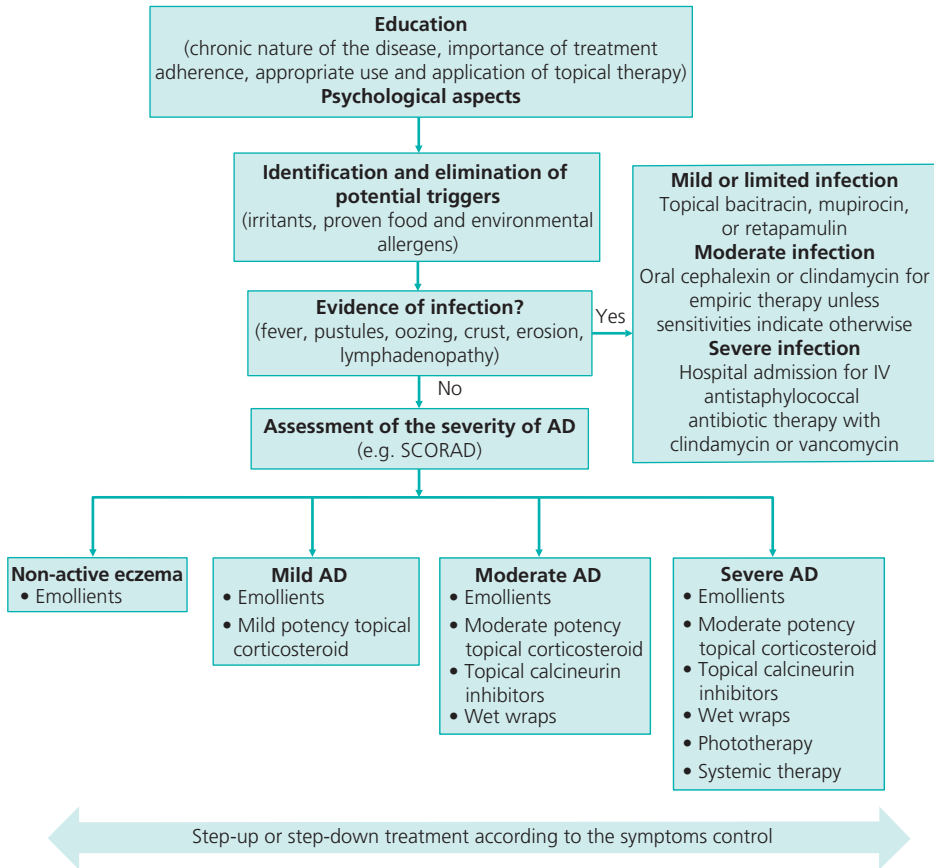 Education
(chronic nature of the disease, importance of treatment
adherence, appropriate use and application of topical therapy)
Psychological aspects
Identification and elimination of
potential triggers
(irritants, proven food and environmental
allergens)
Evidence of infection?
(fever, pustules, oozing, crust, erosion,
lymphadenopathy)
Yes
Mild or limited infection
Topical bacitracin, mupirocin,
or retapamulin
Moderate infection
Oral cephalexin or clindamycin for
empiric therapy unless
sensitivities indicate otherwise
Severe infection
Hospital admission for IV
antistaphylococcal
antibiotic therapy with
clindamycin or vancomycin
No
Assessment of the severity of AD
(e.g. SCORAD)
Non-active eczema
• Emollients
Mild AD
• Emollients
• Mild potency topical
corticosteroid
Moderate AD
• Emollients
• Moderate potency
topical corticosteroid
• Topical calcineurin
inhibitors
• Wet wraps
Severe AD
• Emollients
• Moderate potency
topical corticosteroid
• Topical calcineurin
inhibitors
• Wet wraps
• Phototherapy
• Systemic therapy
Step-up or step-down treatment according to the symptoms control